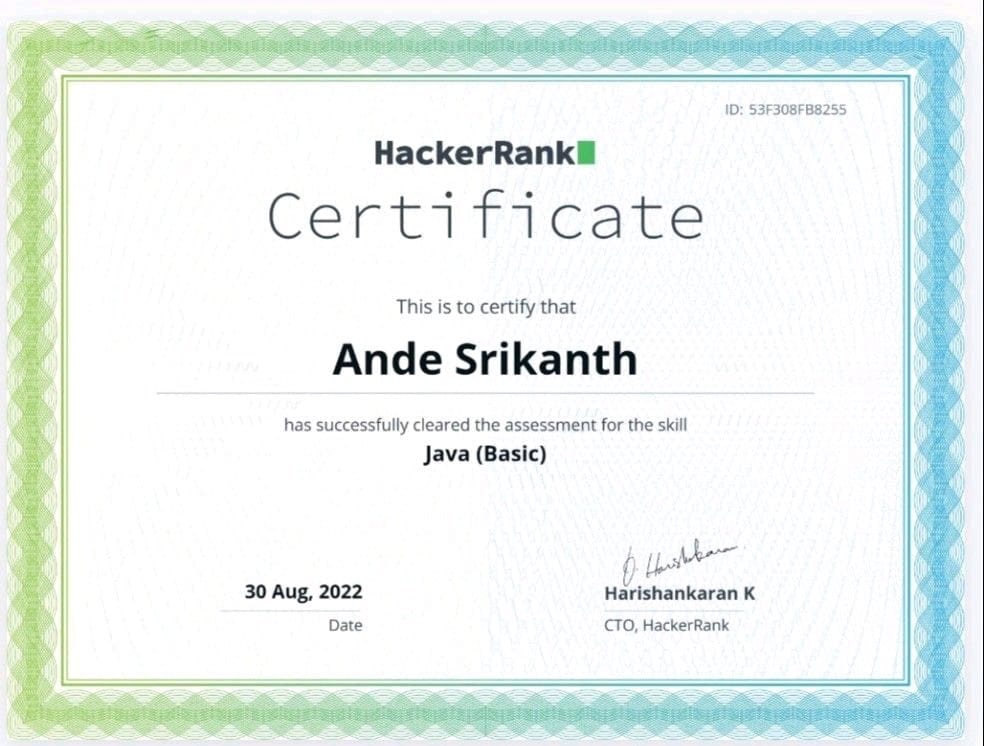 ID: 53F308FB8255
HackerRank
Certificate
This is to certify that
Ande Srikanth
has successfully cleared the assessment for the skill
Java (Basic)
30 Aug, 2022
Date
Harishankaran K
CTO, HackerRank